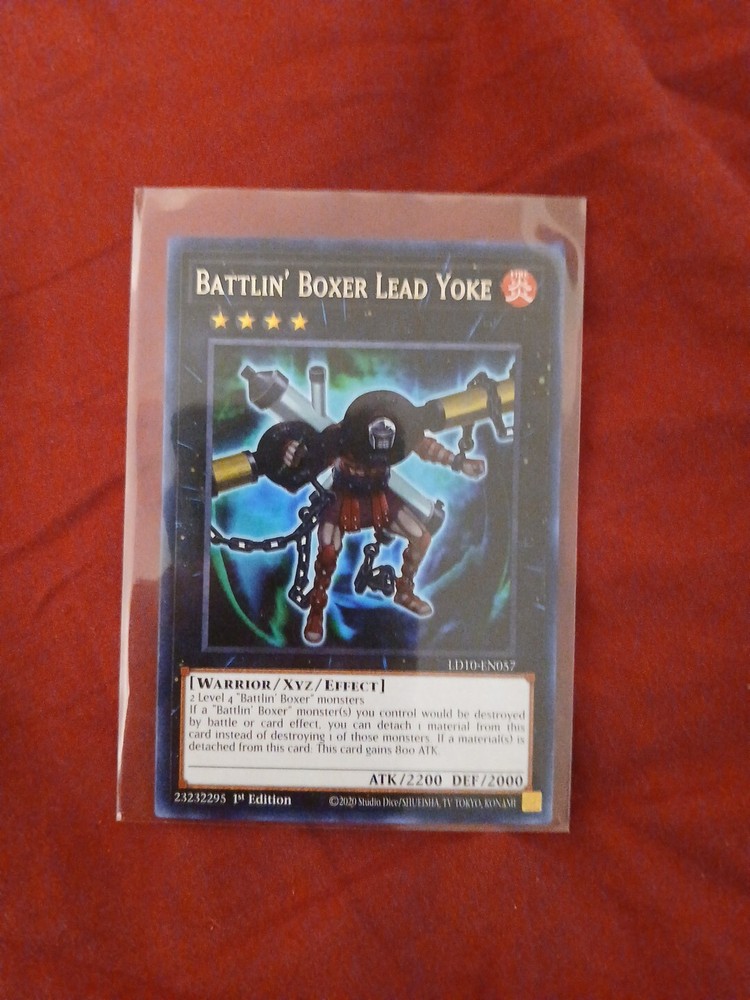 BATTLIN' BOXER LEAD YOKE 炎
LD10-EN057
[WARRIOR/XYZ/EFFECT]
2 Level 4 "Battlin' Boxer" monsters
If a "Battlin' Boxer" monster(s) you control would be destroyed
by battle or card effect, you can detach 1 material from this
card instead of destroying 1 of those monsters. If a material(s) is
detached from this card: This card gains 800 ATK.
ATK/2200 DEF/2000
23232295 1st Edition ©2020 Studio Dice/SHUEISHA, TV TOKYO, KONAMI